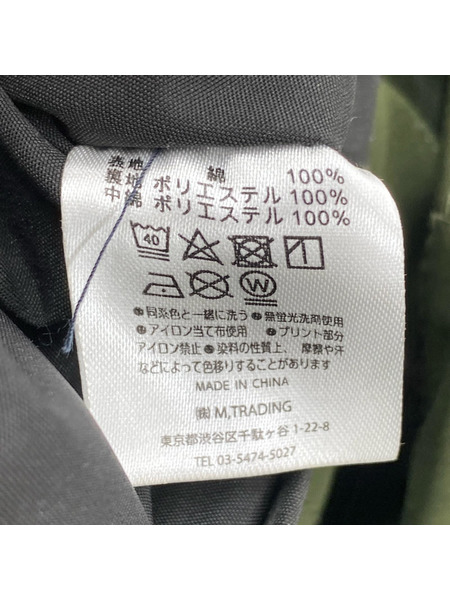 表地 綿 100%
裏地 ポリエステル 100%
中綿 ポリエステル 100%
40
W
●同系色と一緒に洗う ●無蛍光洗剤使用
●アイロン当て布使用 ●プリント部分
アイロン禁止 ●染料の性質上、摩擦や汗
などによって色移りすることがあります
MADE IN CHINA
㈱ M,TRADING
東京都渋谷区千駄ヶ谷 1-22-8
TEL 03-5474-5027